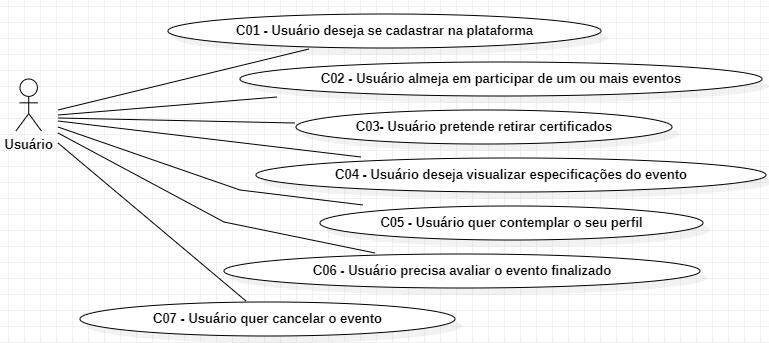 C01 - Usuário deseja se cadastrar na plataforma
C02 - Usuário almeja em participar de um ou mais eventos
C03- Usuário pretende retirar certificados
Usuário
C04 - Usuário deseja visualizar especificações do evento
C05 - Usuário quer contemplar o seu perfil
C06 - Usuário precisa avaliar o evento finalizado
C07 - Usuário quer cancelar o evento